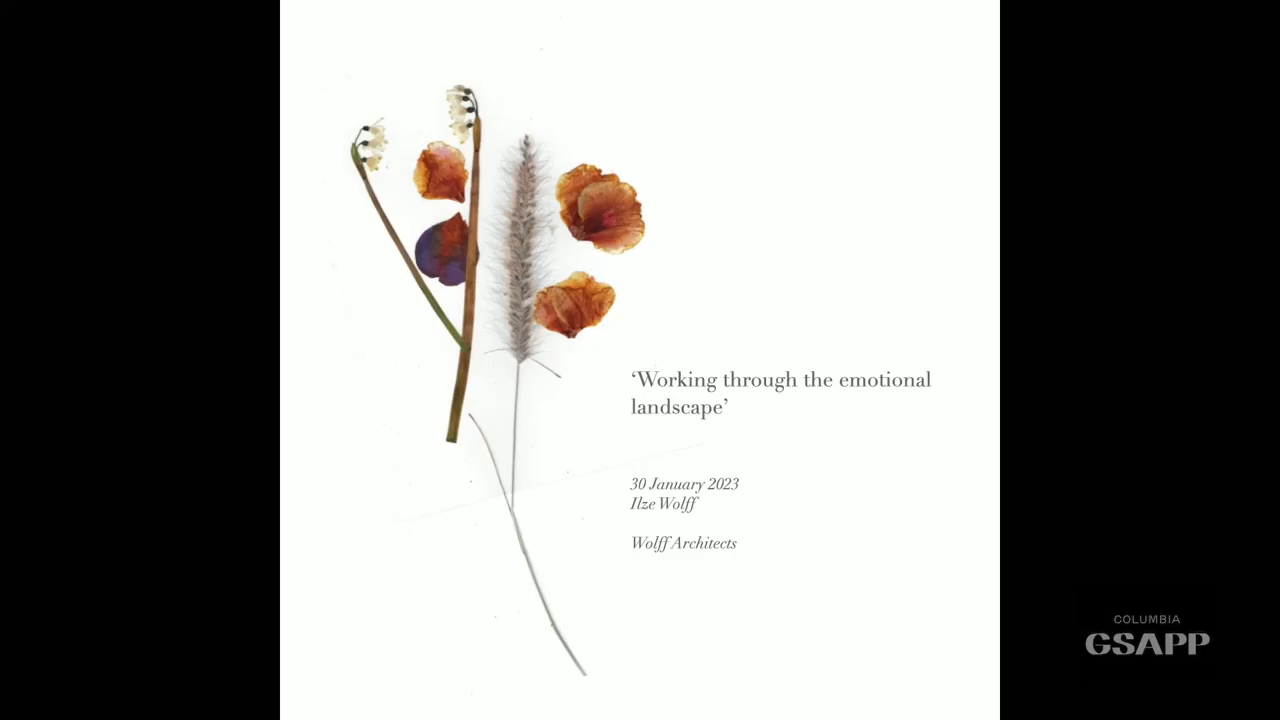 ‘Working through the emotional
landscape’
30 January 2023
Ilze Wolff
Wolff Architects
COLUMBIA
GSAPP